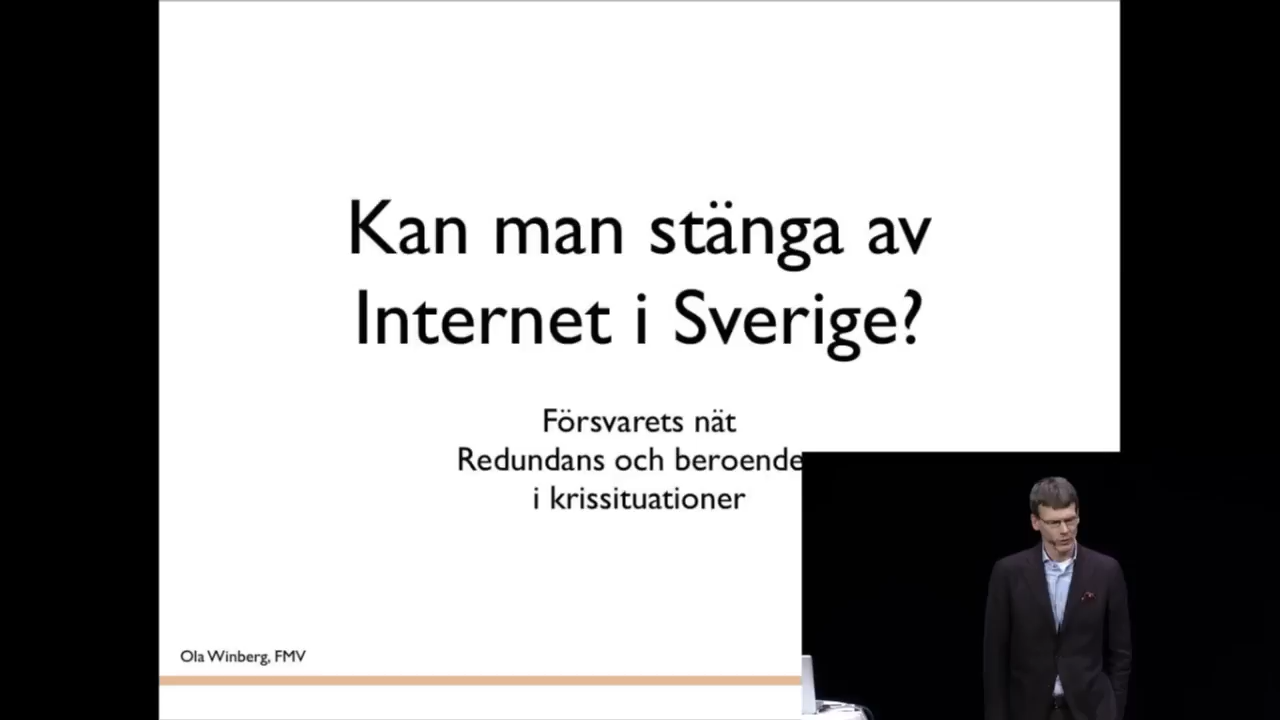 Kan man stänga av
Internet i Sverige?
Försvarets nät
Redundans och beroende
i krissituationer
Ola Winberg, FMV